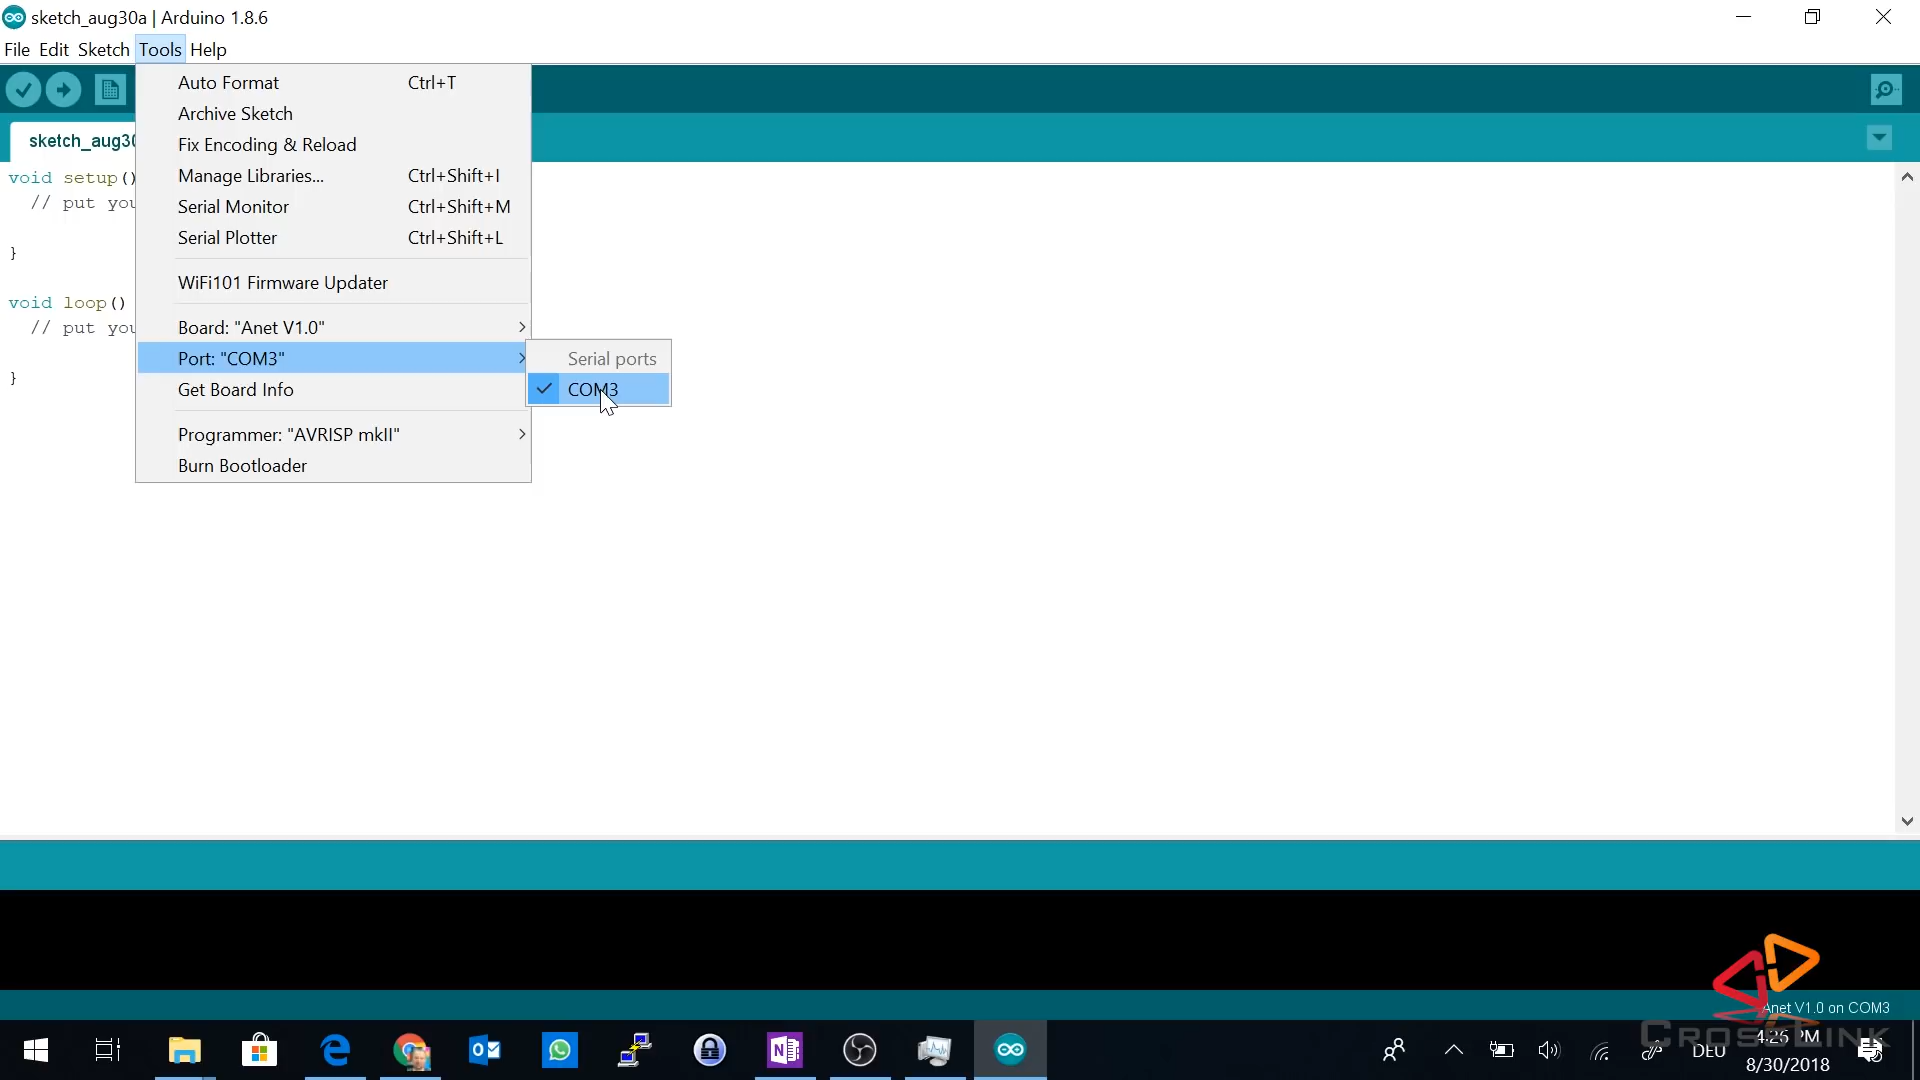 sketch_aug30a | Arduino 1.8.6
File Edit Sketch Tools Help
Auto Format Ctrl+T
Archive Sketch
sketch_aug30
Fix Encoding & Reload
void setup()
Manage Libraries... Ctrl+Shift+I
// put you
Serial Monitor Ctrl+Shift+M
Serial Plotter Ctrl+Shift+L
}
WiFi101 Firmware Updater
void loop()
// put you
Board: "Anet V1.0"
Port: "COM3"
Serial ports
}
Get Board Info
COM3
Programmer: "AVRISP mkII"
Burn Bootloader
Anet V1.0 on COM3
CROSSLINK
DEU
4:26 PM
8/30/2018